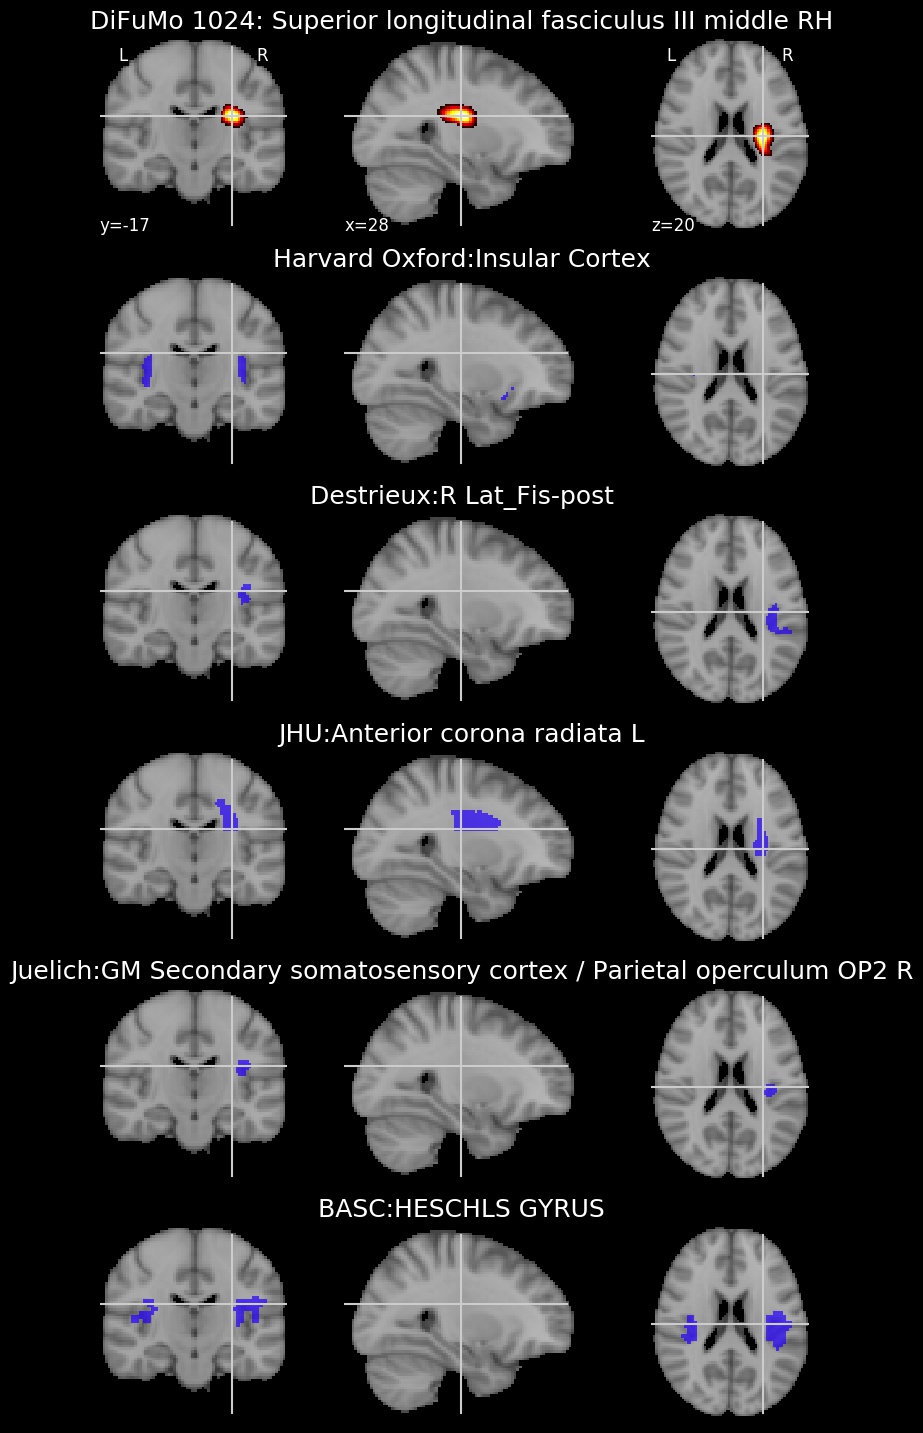 DiFuMo 1024: Superior longitudinal fasciculus III middle RH
L R L R
y=-17 x=28 z=20
Harvard Oxford:Insular Cortex
Destrieux:R Lat_Fis-post
JHU:Anterior corona radiata L
Juelich:GM Secondary somatosensory cortex / Parietal operculum OP2 R
BASC:HESCHLS GYRUS